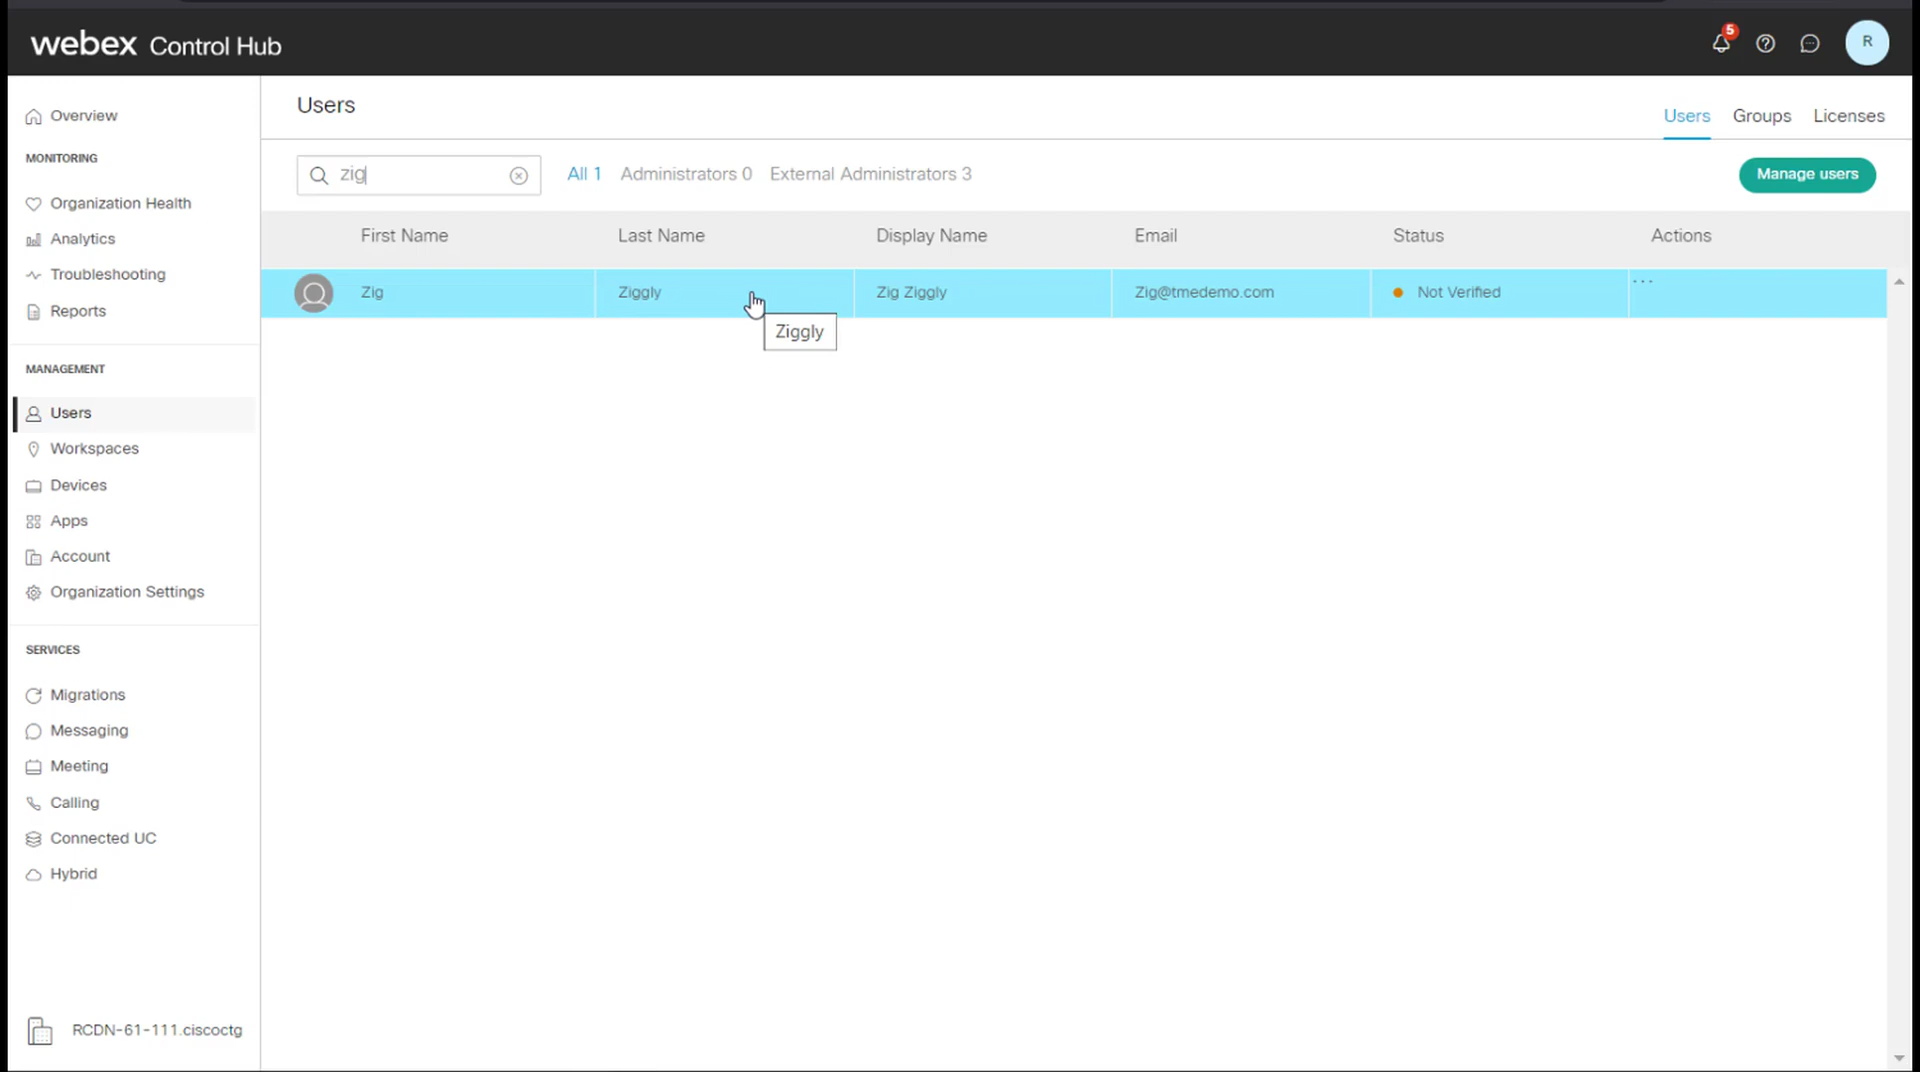 webex Control Hub
5
R
Overview
MONITORING
Organization Health
Analytics
Troubleshooting
Reports
MANAGEMENT
Users
Workspaces
Devices
Apps
Account
Organization Settings
SERVICES
Migrations
Messaging
Meeting
Calling
Connected UC
Hybrid
RCDN-61-111.ciscoctg
Users
Users Groups Licenses
zig
All 1 Administrators 0 External Administrators 3
Manage users
First Name Last Name Display Name Email Status Actions
Zig Ziggly Zig Ziggly Zig@tmedemo.com Not Verified ...
Ziggly